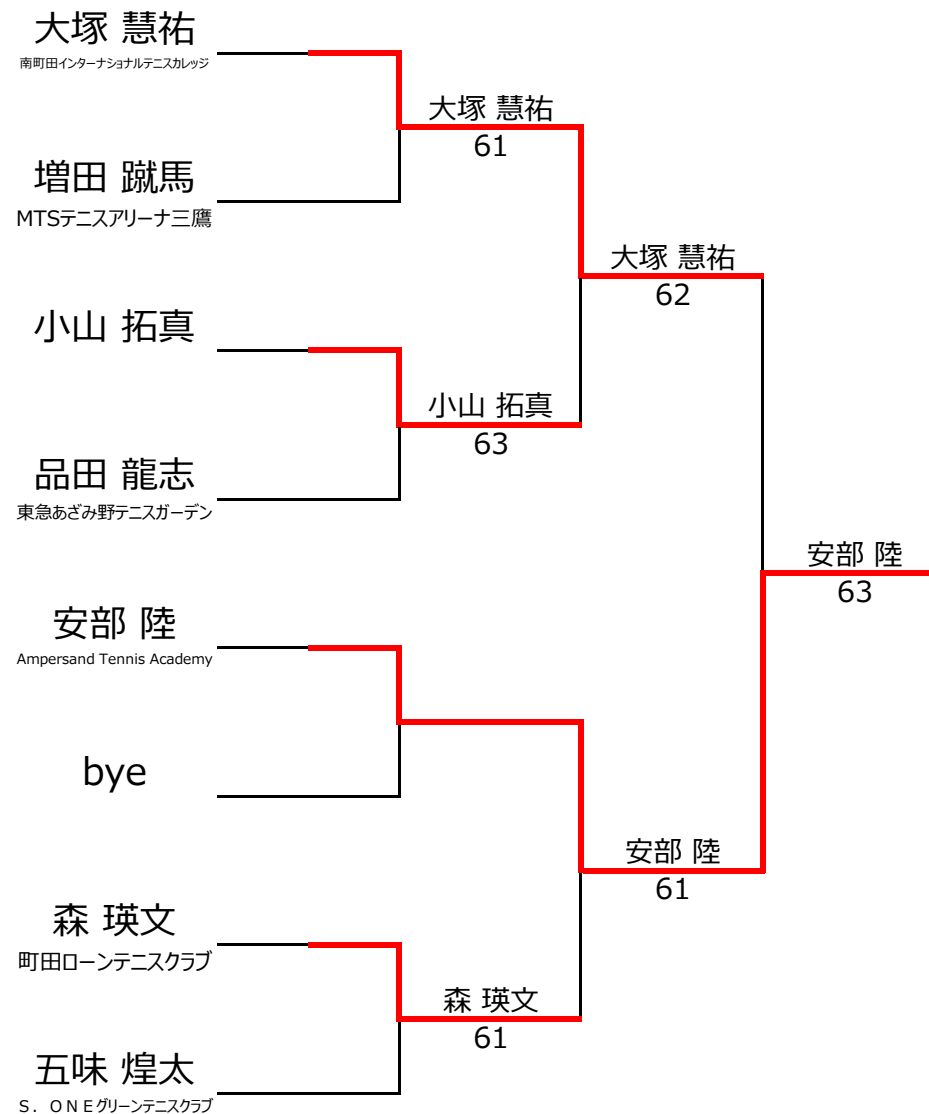 大塚 慧祐
南町田インターナショナルテニスカレッジ
大塚 慧祐
61
増田 蹴馬
MTSテニスアリーナ三鷹
大塚 慧祐
62
小山 拓真
小山 拓真
63
品田 龍志
東急あざみ野テニスガーデン
安部 陸
63
安部 陸
Ampersand Tennis Academy
bye
安部 陸
61
森 瑛文
町田ローンテニスクラブ
森 瑛文
61
五味 煌太
S．ＯＮＥグリーンテニスクラブ